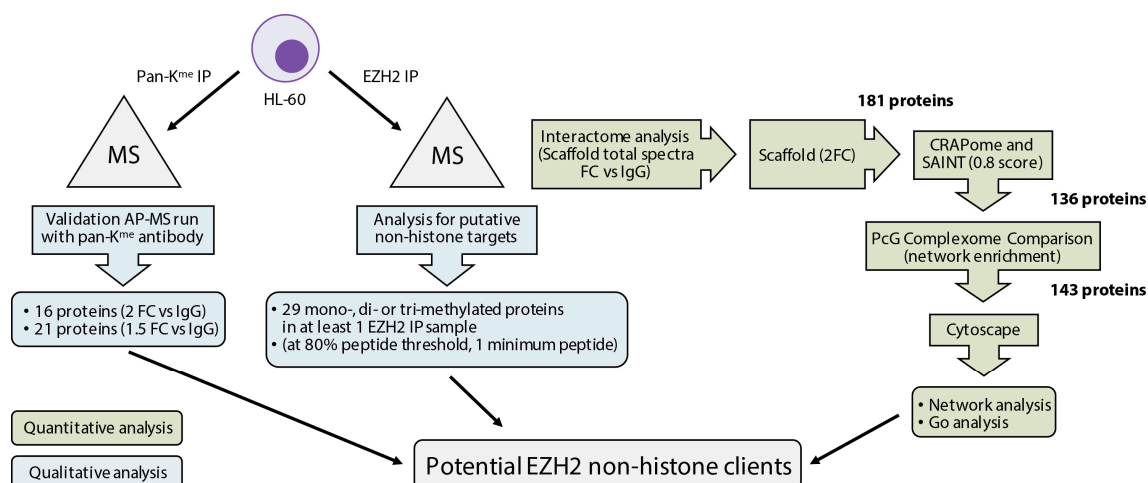 HL-60
Pan-Kᵐᵉ IP
EZH2 IP
MS
MS
Validation AP-MS run
with pan-Kᵐᵉ antibody
• 16 proteins (2 FC vs IgG)
• 21 proteins (1.5 FC vs IgG)
Analysis for putative
non-histone targets
• 29 mono-, di- or tri-methylated proteins
in at least 1 EZH2 IP sample
• (at 80% peptide threshold, 1 minimum peptide)
Interactome analysis
(Scaffold total spectra
FC vs IgG)
Scaffold (2FC)
181 proteins
CRAPome and
SAINT (0.8 score)
136 proteins
PcG Complexome Comparison
(network enrichment)
143 proteins
Cytoscape
• Network analysis
• Go analysis
Quantitative analysis
Qualitative analysis
Potential EZH2 non-histone clients